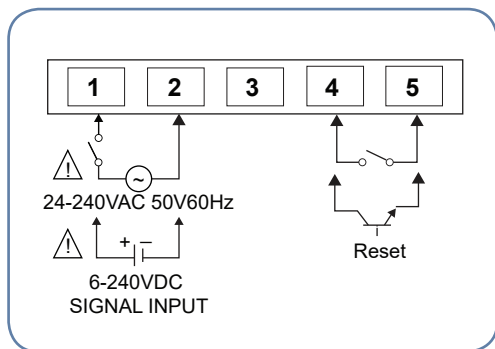 1 2 3 4 5
24-240VAC 50V60Hz
+ –
6-240VDC
SIGNAL INPUT
Reset